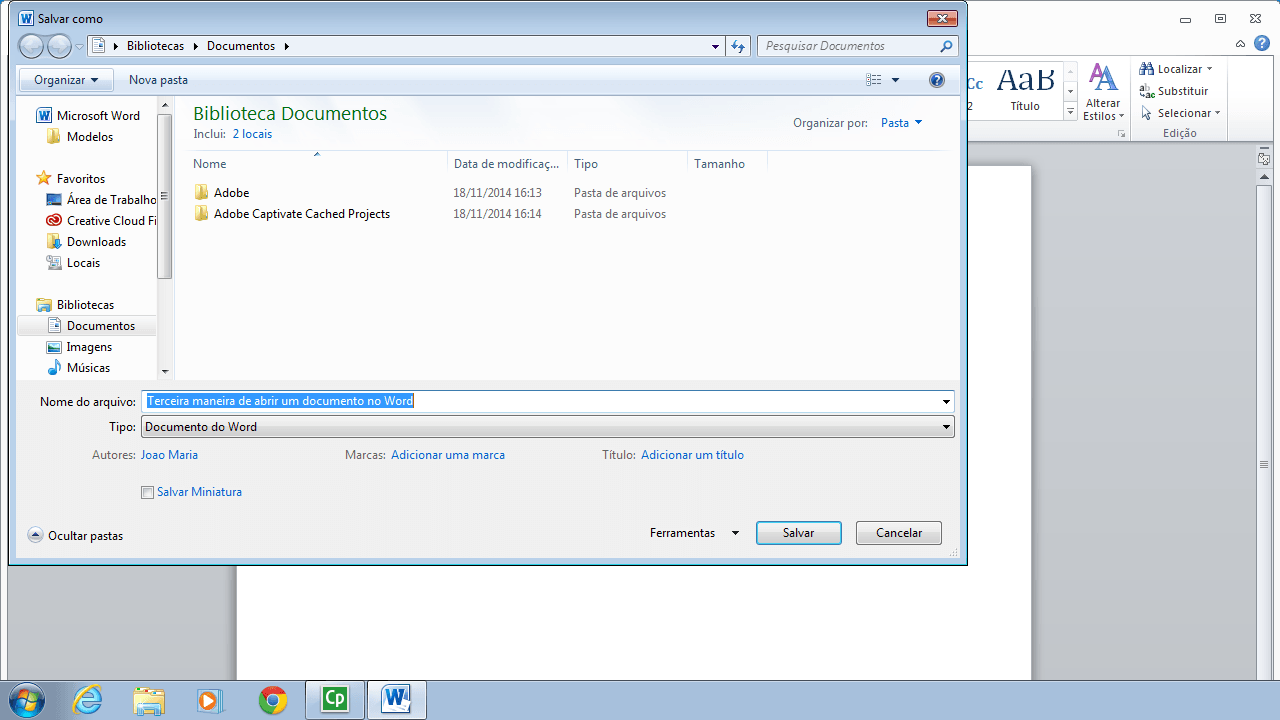 Salvar como
Bibliotecas Documentos
Pesquisar Documentos
Organizar Nova pasta
Microsoft Word
Modelos
Favoritos
Área de Trabalho
Creative Cloud Fi
Downloads
Locais
Bibliotecas
Documentos
Imagens
Músicas
Biblioteca Documentos
Inclui: 2 locais
Organizar por: Pasta
Nome Data de modificaç... Tipo Tamanho
Adobe 18/11/2014 16:13 Pasta de arquivos
Adobe Captivate Cached Projects 18/11/2014 16:14 Pasta de arquivos
Nome do arquivo: Terceira maneira de abrir um documento no Word
Tipo: Documento do Word
Autores: Joao Maria Marcas: Adicionar uma marca Título: Adicionar um título
Salvar Miniatura
Ocultar pastas
Ferramentas Salvar Cancelar
Cc
2
AaB
Título
Alterar
Estilos
Localizar
Substituir
Selecionar
Edição
Cp
W